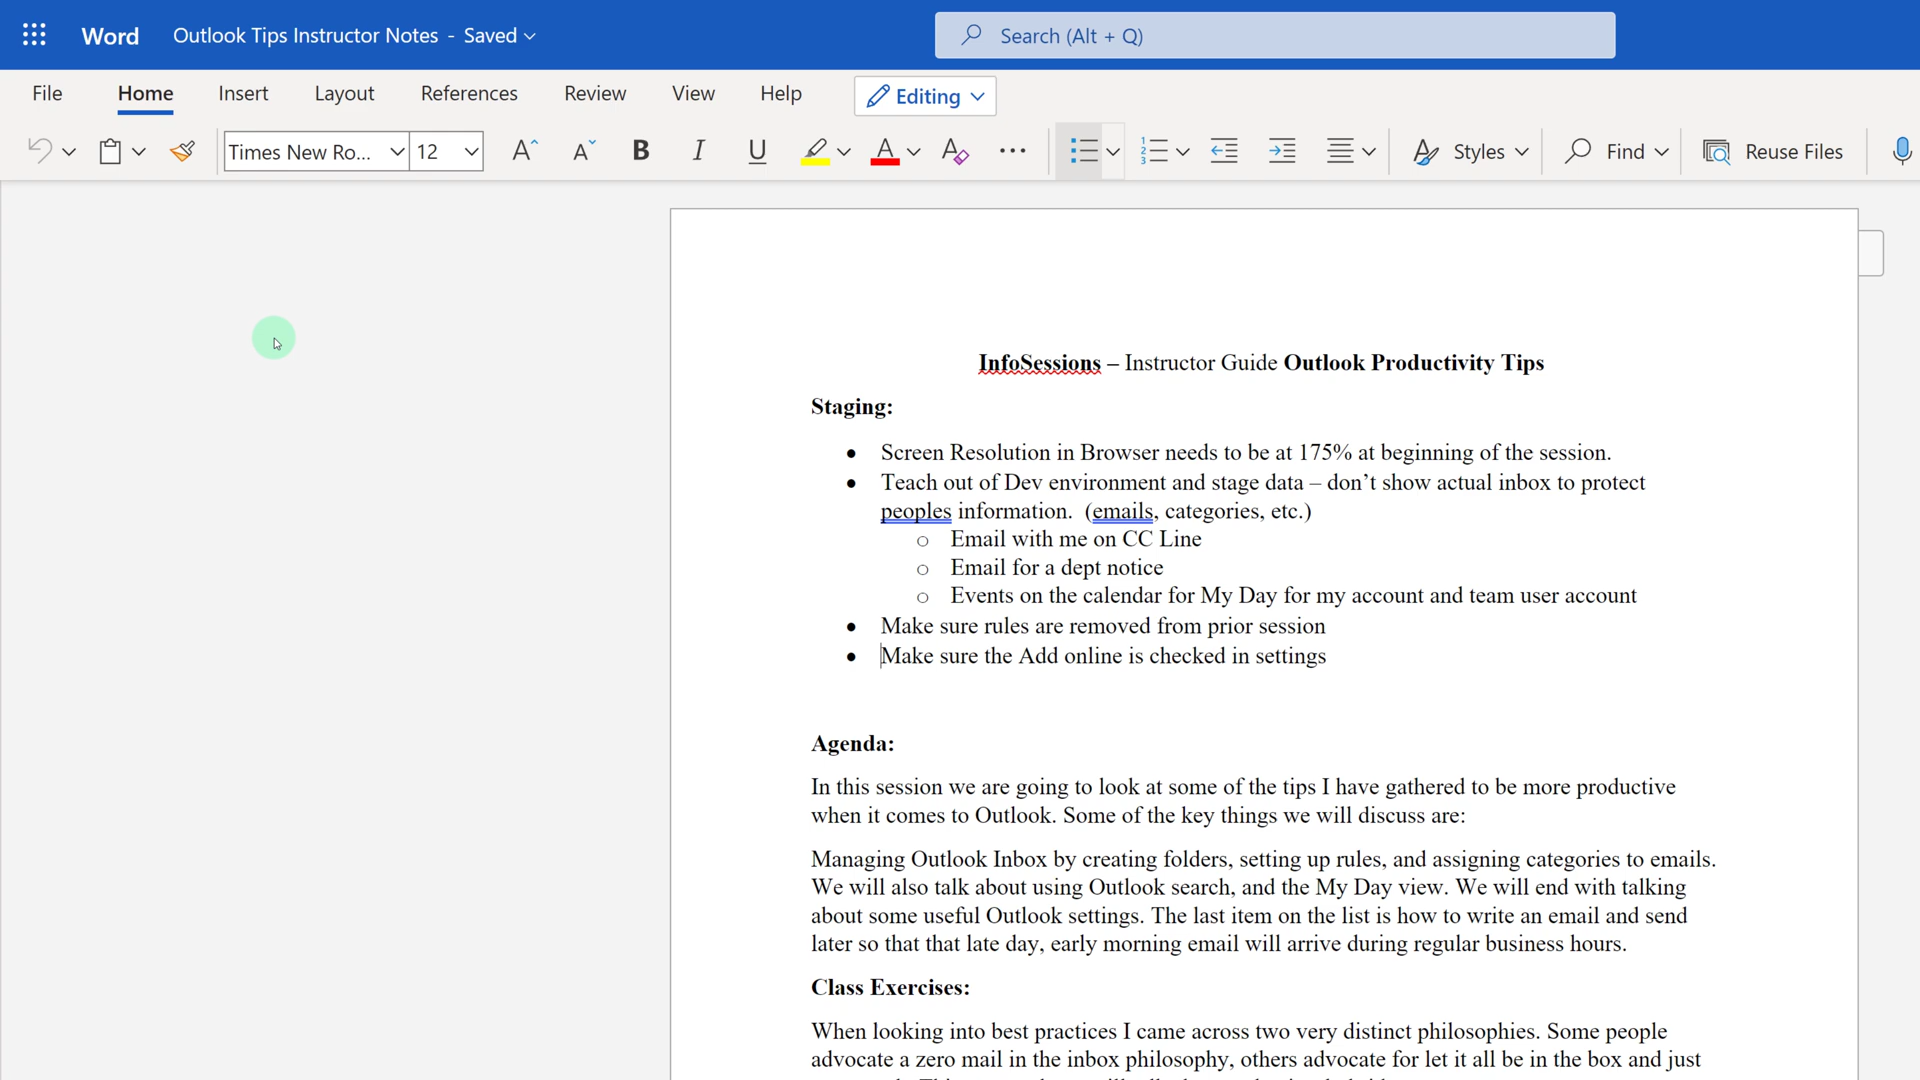 Word Outlook Tips Instructor Notes - Saved
Search (Alt + Q)
File Home Insert Layout References Review View Help Editing
Times New Ro... 12 Styles Find Reuse Files
InfoSessions – Instructor Guide Outlook Productivity Tips
Staging:
• Screen Resolution in Browser needs to be at 175% at beginning of the session.
• Teach out of Dev environment and stage data – don’t show actual inbox to protect
peoples information.  (emails, categories, etc.)
o Email with me on CC Line
o Email for a dept notice
o Events on the calendar for My Day for my account and team user account
• Make sure rules are removed from prior session
• Make sure the Add online is checked in settings
Agenda:
In this session we are going to look at some of the tips I have gathered to be more productive
when it comes to Outlook. Some of the key things we will discuss are:
Managing Outlook Inbox by creating folders, setting up rules, and assigning categories to emails.
We will also talk about using Outlook search, and the My Day view. We will end with talking
about some useful Outlook settings. The last item on the list is how to write an email and send
later so that that late day, early morning email will arrive during regular business hours.
Class Exercises:
When looking into best practices I came across two very distinct philosophies. Some people
advocate a zero mail in the inbox philosophy, others advocate for let it all be in the box and just